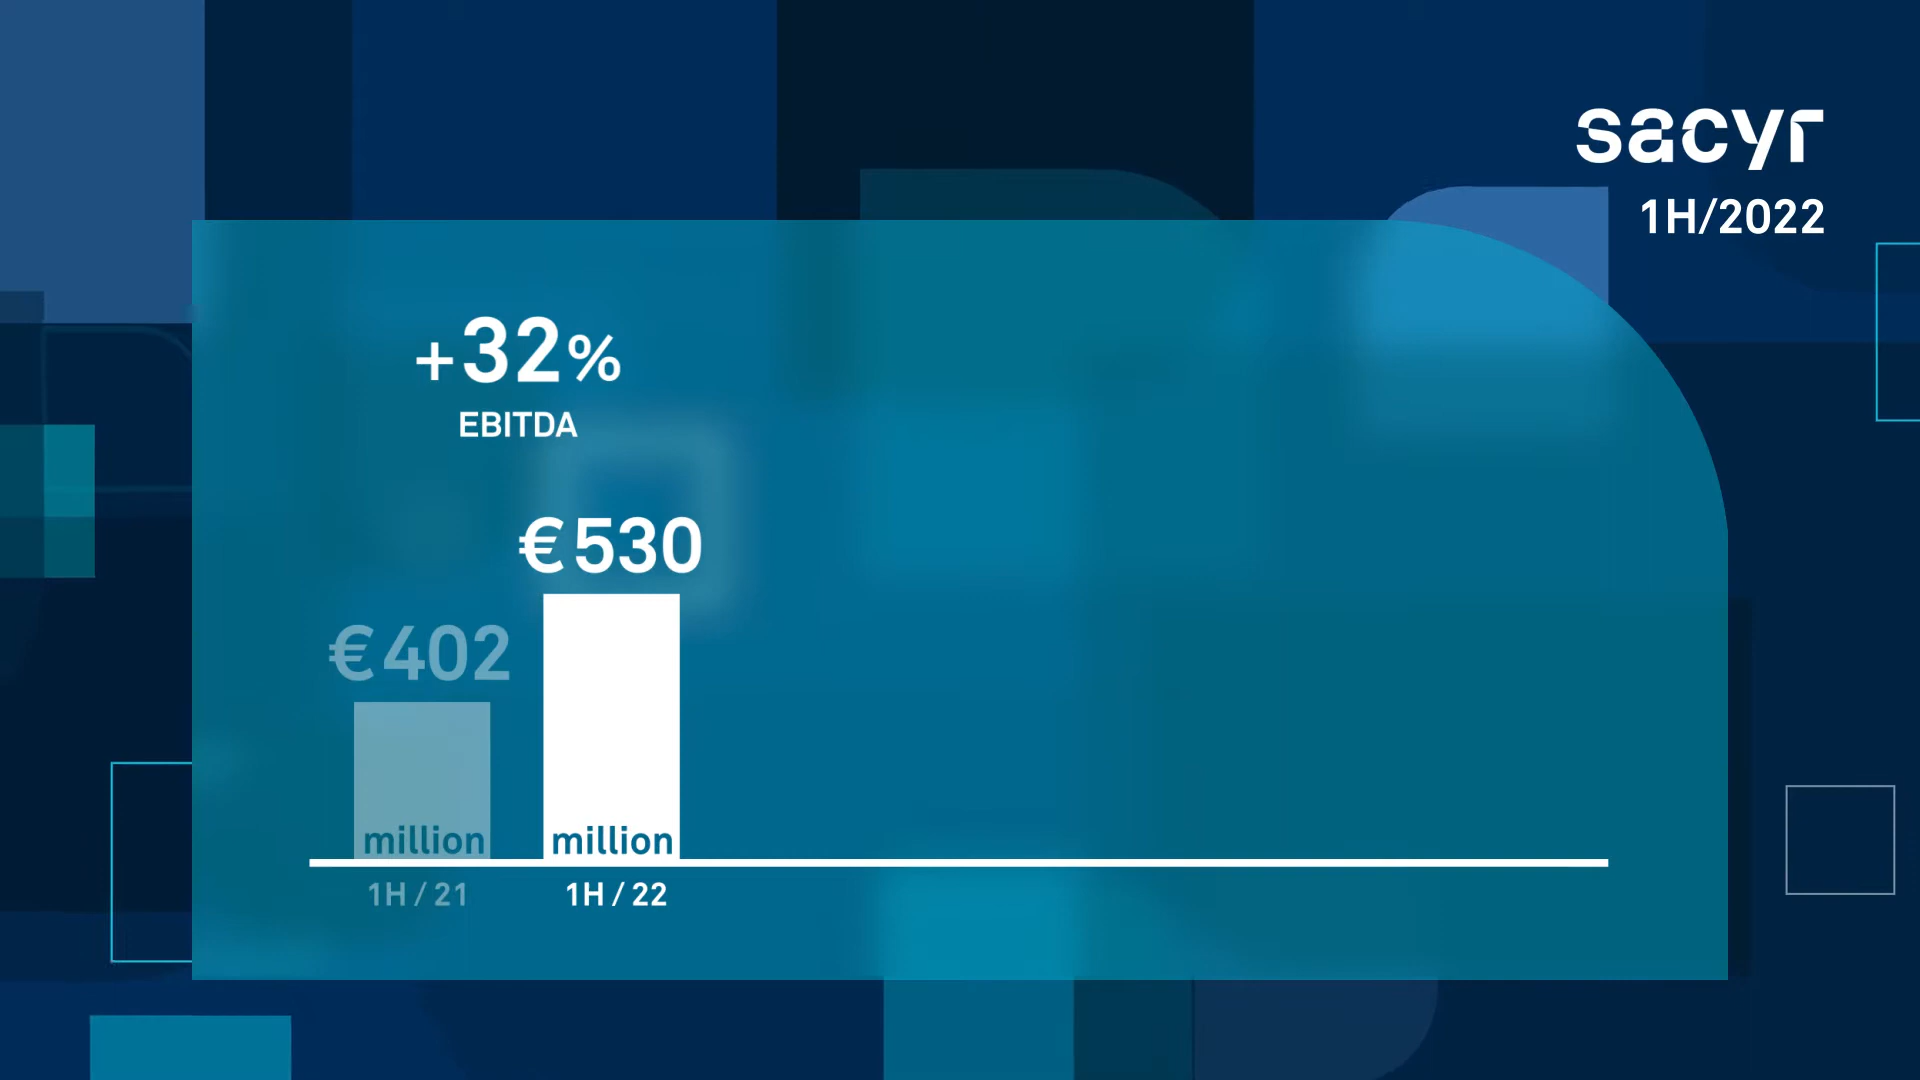 sacyr
1H/2022
+32%
EBITDA
€530
€402
million million
1H / 21 1H / 22